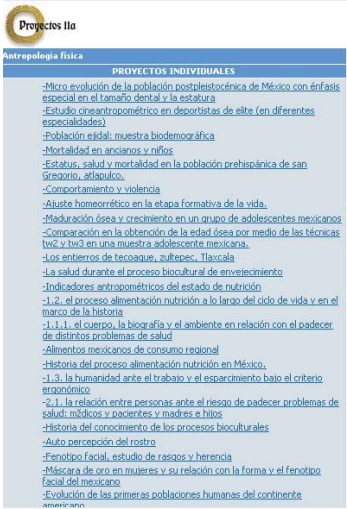 Proyectos IIa
Antropología física
PROYECTOS INDIVIDUALES
-Micro evolución de la población postpleistocénica de México con énfasis
especial en el tamaño dental y la estatura
-Estudio cineantropométrico en deportistas de elite (en diferentes
especialidades)
-Población ejidal: muestra biodemográfica
-Mortalidad en ancianos y niños
-Estatus, salud y mortalidad en la población prehispánica de san
Gregorio, atlapulco.
-Comportamiento y violencia
-Ajuste homeorrético en la etapa formativa de la vida.
-Maduración ósea y crecimiento en un grupo de adolescentes mexicanos
-Comparación en la obtención de la edad ósea por medio de las técnicas
tw2 y tw3 en una muestra adolescente mexicana.
-Los entierros de tecoaque, zultepec, Tlaxcala
-La salud durante el proceso biocultural de envejecimiento
-Indicadores antropométricos del estado de nutrición
-1.2. el proceso alimentación nutrición a lo largo del ciclo de vida y en el
marco de la historia
-1.1.1. el cuerpo, la biografía y el ambiente en relación con el padecer
de distintos problemas de salud
-Alimentos mexicanos de consumo regional
-Historia del proceso alimentación nutrición en México.
-1.3. la humanidad ante el trabajo y el esparcimiento bajo el criterio
ergonómico
-2.1. la relación entre personas ante el riesgo de padecer problemas de
salud: mždicos y pacientes y madres e hijos
-Historia del conocimiento de los procesos bioculturales
-Auto percepción del rostro
-Fenotipo facial, estudio de rasgos y herencia
-Máscara de oro en mujeres y su relación con la forma y el fenotipo
facial del mexicano
-Evolución de las primeras poblaciones humanas del continente
americano